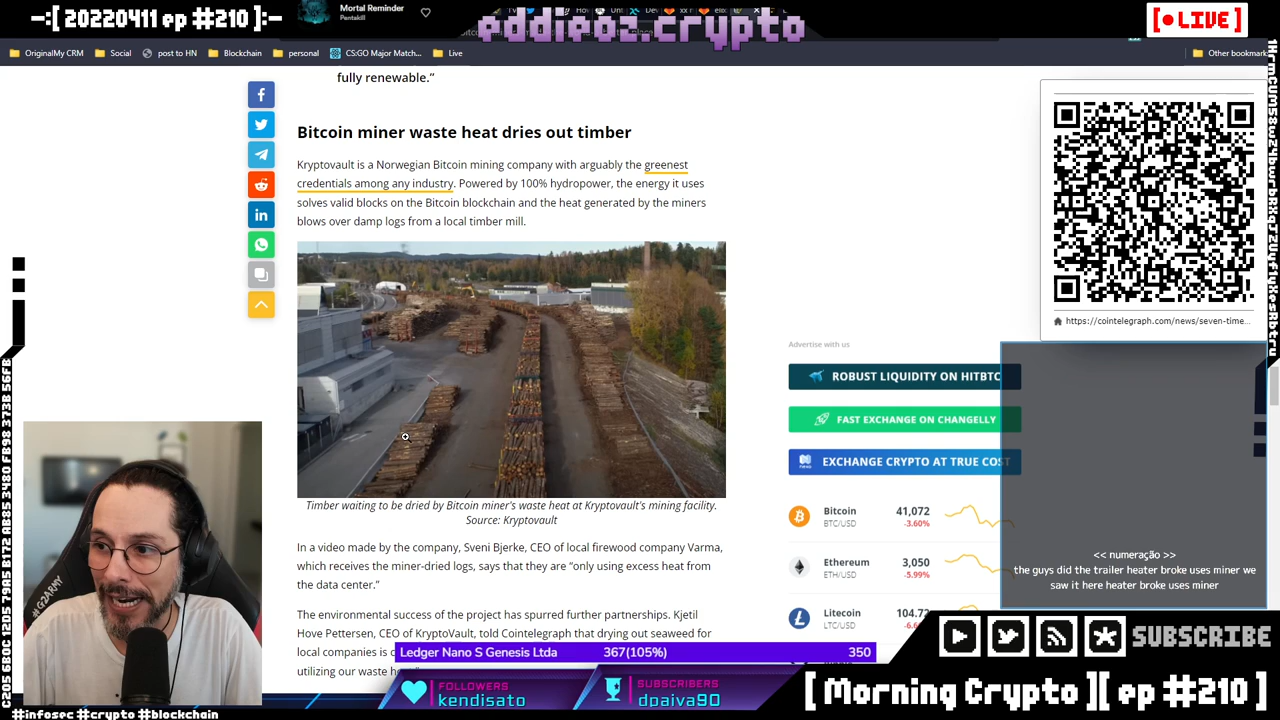 -:[ 20220411 ep #210 ]:-
Mortal Reminder
Pentakill
eddieoz.crypto
[ LIVE ]
OriginalMy CRM
Social
post to HN
Blockchain
personal
CS:GO Major Match...
Live
Other bookmark
fully renewable.”
Bitcoin miner waste heat dries out timber
Kryptovault is a Norwegian Bitcoin mining company with arguably the greenest
credentials among any industry. Powered by 100% hydropower, the energy it uses
solves valid blocks on the Bitcoin blockchain and the heat generated by the miners
blows over damp logs from a local timber mill.
Timber waiting to be dried by Bitcoin miner's waste heat at Kryptovault's mining facility.
Source: Kryptovault
In a video made by the company, Sveni Bjerke, CEO of local firewood company Varma,
which receives the miner-dried logs, says that they are “only using excess heat from
the data center.”
The environmental success of the project has spurred further partnerships. Kjetil
Hove Pettersen, CEO of KryptoVault, told Cointelegraph that drying out seaweed for
local companies is
utilizing our waste
https://cointelegraph.com/news/seven-time...
Advertise with us
ROBUST LIQUIDITY ON HITBTC
FAST EXCHANGE ON CHANGELLY
EXCHANGE CRYPTO AT TRUE COST
Bitcoin
41,072
BTC/USD
-3.60%
Ethereum
3,050
ETH/USD
-5.99%
Litecoin
104.72
LTC/USD
<< numeração >>
the guys did the trailer heater broke uses miner we
saw it here heater broke uses miner
Ledger Nano S Genesis Ltda
367(105%)
350
SUBSCRIBE
FOLLOWERS
kendisato
SUBSCRIBERS
dpaiva90
[ Morning Crypto ][ ep #210 ]
#infosec #crypto #blockchain